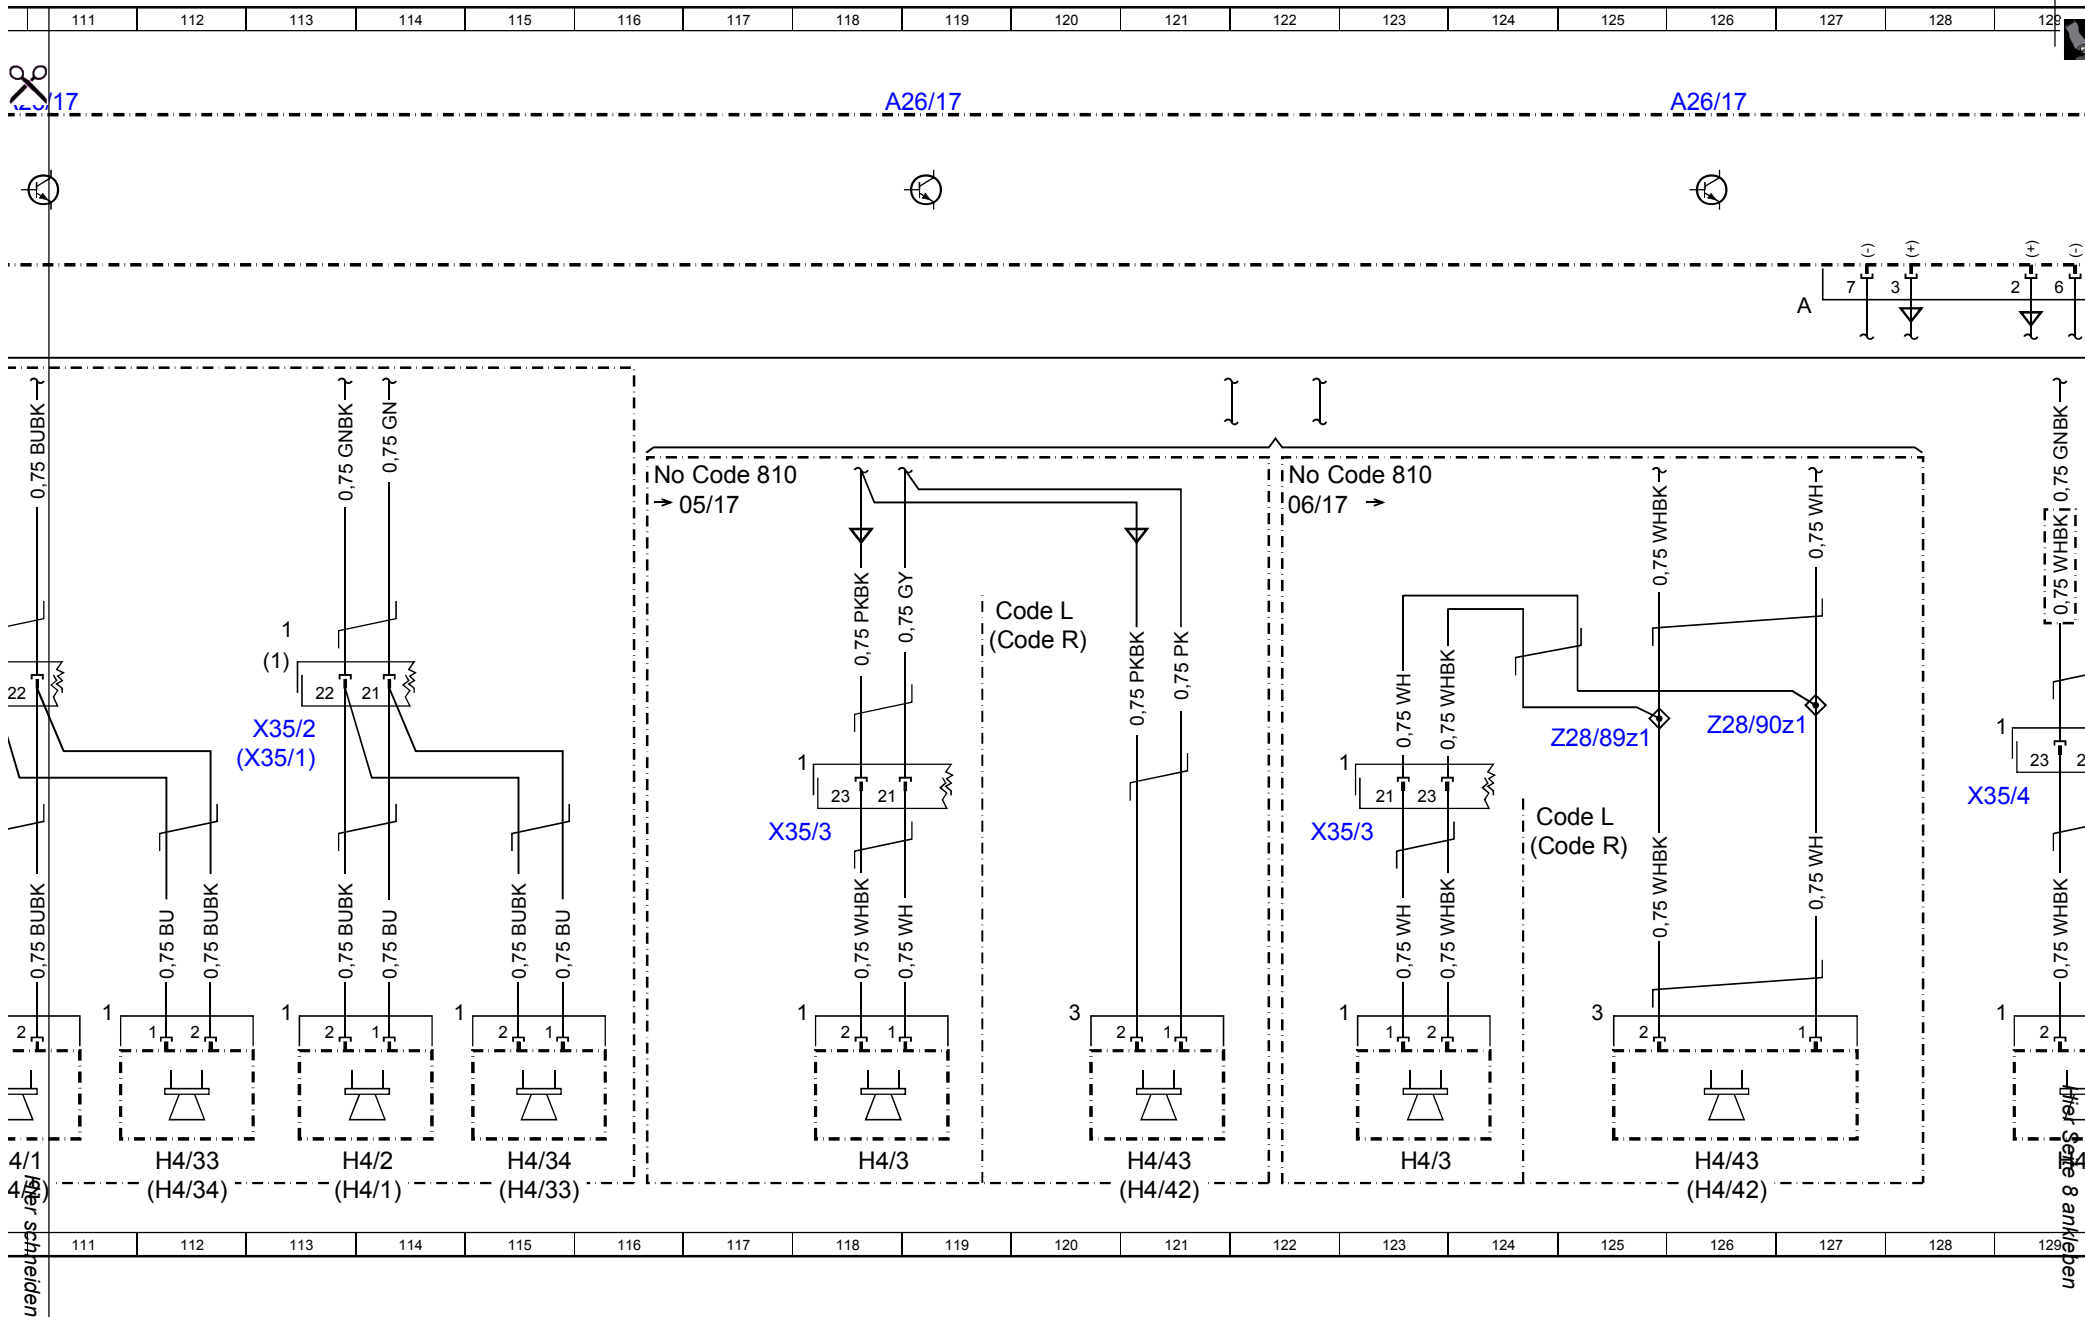 111 112 113 114 115 116 117 118 119 120 121 122 123 124 125 126 127 128 129
A26/17 A26/17
(-) (+) (+) (-)
7 3 2 6
A
0,75 BUBK 0,75 GNBK 0,75 GN
No Code 810
→ 05/17
No Code 810
06/17 →
0,75 WHBK 0,75 WH 0,75 GNBK
0,75 WHBK
0,75 PKBK 0,75 GY
Code L
(Code R)
0,75 PKBK 0,75 PK
0,75 WH 0,75 WHBK
1
(1)
22 22 21
X35/2
(X35/1)
Z28/89z1 Z28/90z1
1 1 1
23 21 21 23 23
X35/3 X35/3 X35/4
Code L
(Code R)
0,75 BUBK 0,75 BU 0,75 BUBK 0,75 BUBK 0,75 BU 0,75 BUBK 0,75 BU 0,75 WHBK 0,75 WH 0,75 WH 0,75 WHBK 0,75 WHBK 0,75 WH 0,75 WHBK
1 1 1 1 3 1 3 1
2 1 2 2 1 2 1 2 1 2 1 1 2 2 1 2
4/1 H4/33 H4/2 H4/34 H4/3 H4/43 H4/3 H4/43
(H4/34) (H4/1) (H4/33) (H4/42) (H4/42)
Hier schneiden
Hier Seite 8 ankleben
111 112 113 114 115 116 117 118 119 120 121 122 123 124 125 126 127 128 129